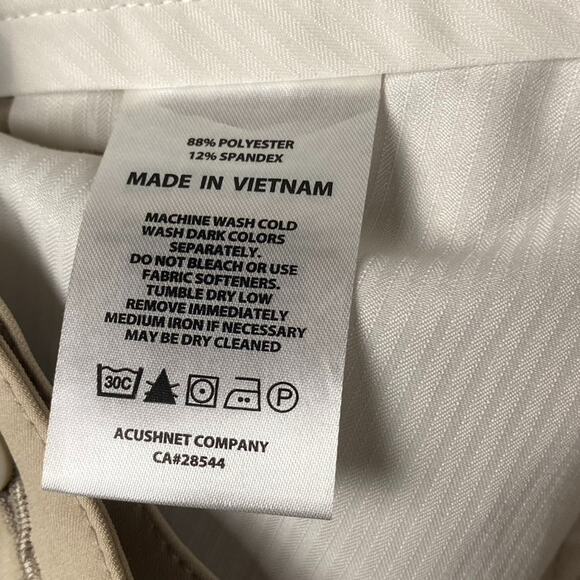 88% POLYESTER
12% SPANDEX
MADE IN VIETNAM
MACHINE WASH COLD
WASH DARK COLORS
SEPARATELY.
DO NOT BLEACH OR USE
FABRIC SOFTENERS.
TUMBLE DRY LOW
REMOVE IMMEDIATELY
MEDIUM IRON IF NECESSARY
MAY BE DRY CLEANED
30C P
ACUSHNET COMPANY
CA#28544